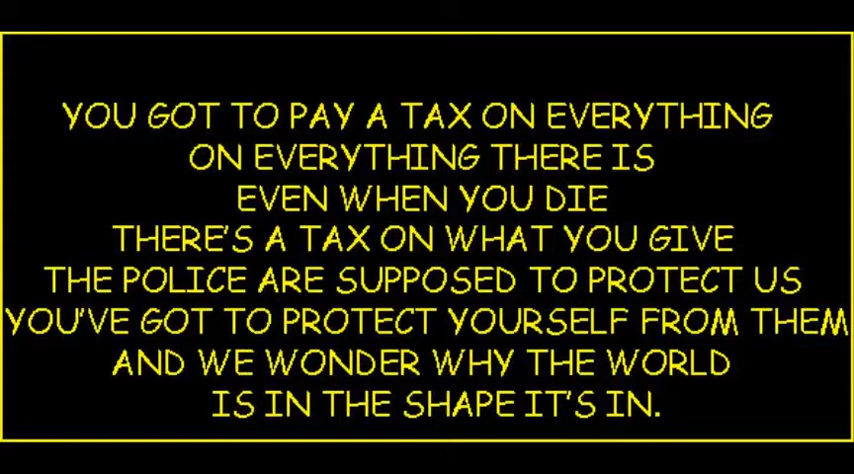 YOU GOT TO PAY A TAX ON EVERYTHING
ON EVERYTHING THERE IS
EVEN WHEN YOU DIE
THERE'S A TAX ON WHAT YOU GIVE
THE POLICE ARE SUPPOSED TO PROTECT US
YOU'VE GOT TO PROTECT YOURSELF FROM THEM
AND WE WONDER WHY THE WORLD
IS IN THE SHAPE IT'S IN.